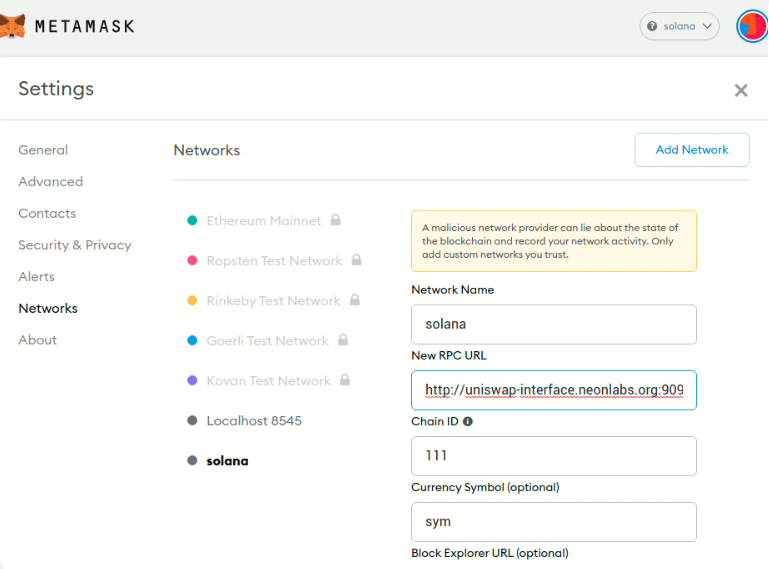 METAMASK
solana
Settings
General
Advanced
Contacts
Security & Privacy
Alerts
Networks
About
Networks
Add Network
Ethereum Mainnet
Ropsten Test Network
Rinkeby Test Network
Goerli Test Network
Kovan Test Network
Localhost 8545
solana
A malicious network provider can lie about the state of
the blockchain and record your network activity. Only
add custom networks you trust.
Network Name
solana
New RPC URL
http://uniswap-interface.neonlabs.org:909
Chain ID
111
Currency Symbol (optional)
sym
Block Explorer URL (optional)